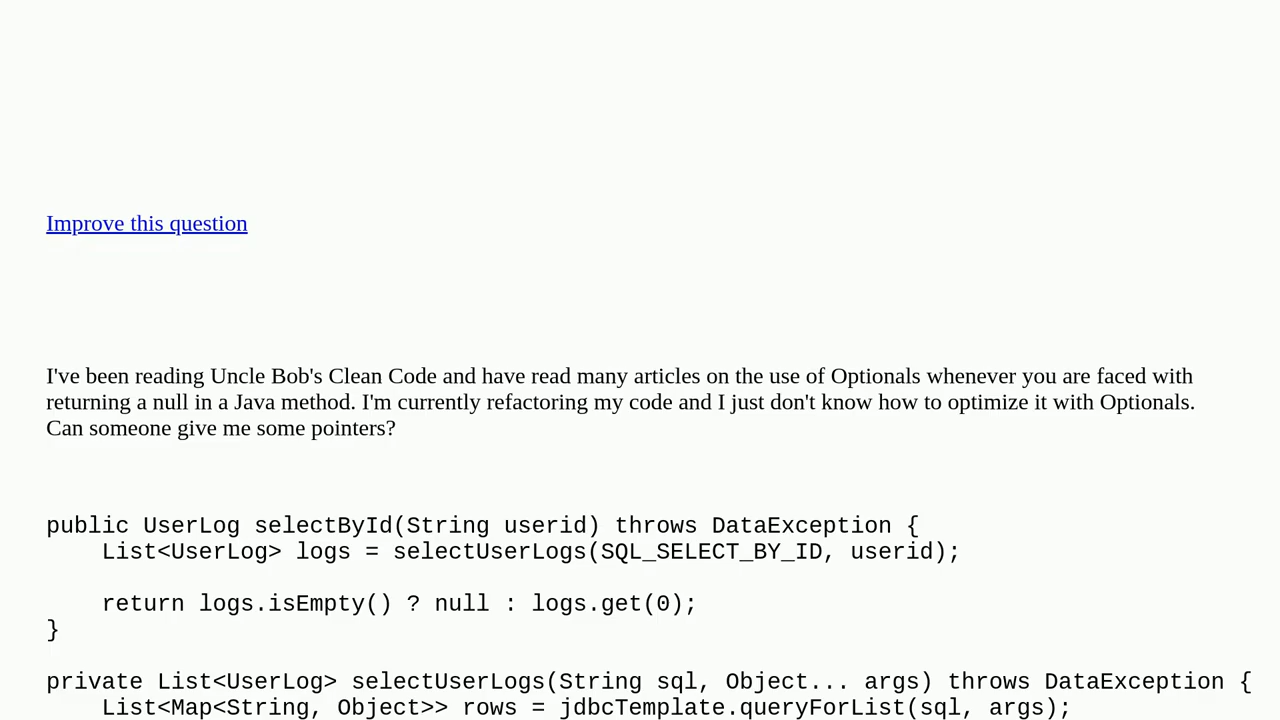 Improve this question
I've been reading Uncle Bob's Clean Code and have read many articles on the use of Optionals whenever you are faced with
returning a null in a Java method. I'm currently refactoring my code and I just don't know how to optimize it with Optionals.
Can someone give me some pointers?
public UserLog selectById(String userid) throws DataException {
    List<UserLog> logs = selectUserLogs(SQL_SELECT_BY_ID, userid);
    return logs.isEmpty() ? null : logs.get(0);
}
private List<UserLog> selectUserLogs(String sql, Object... args) throws DataException {
    List<Map<String, Object>> rows = jdbcTemplate.queryForList(sql, args);